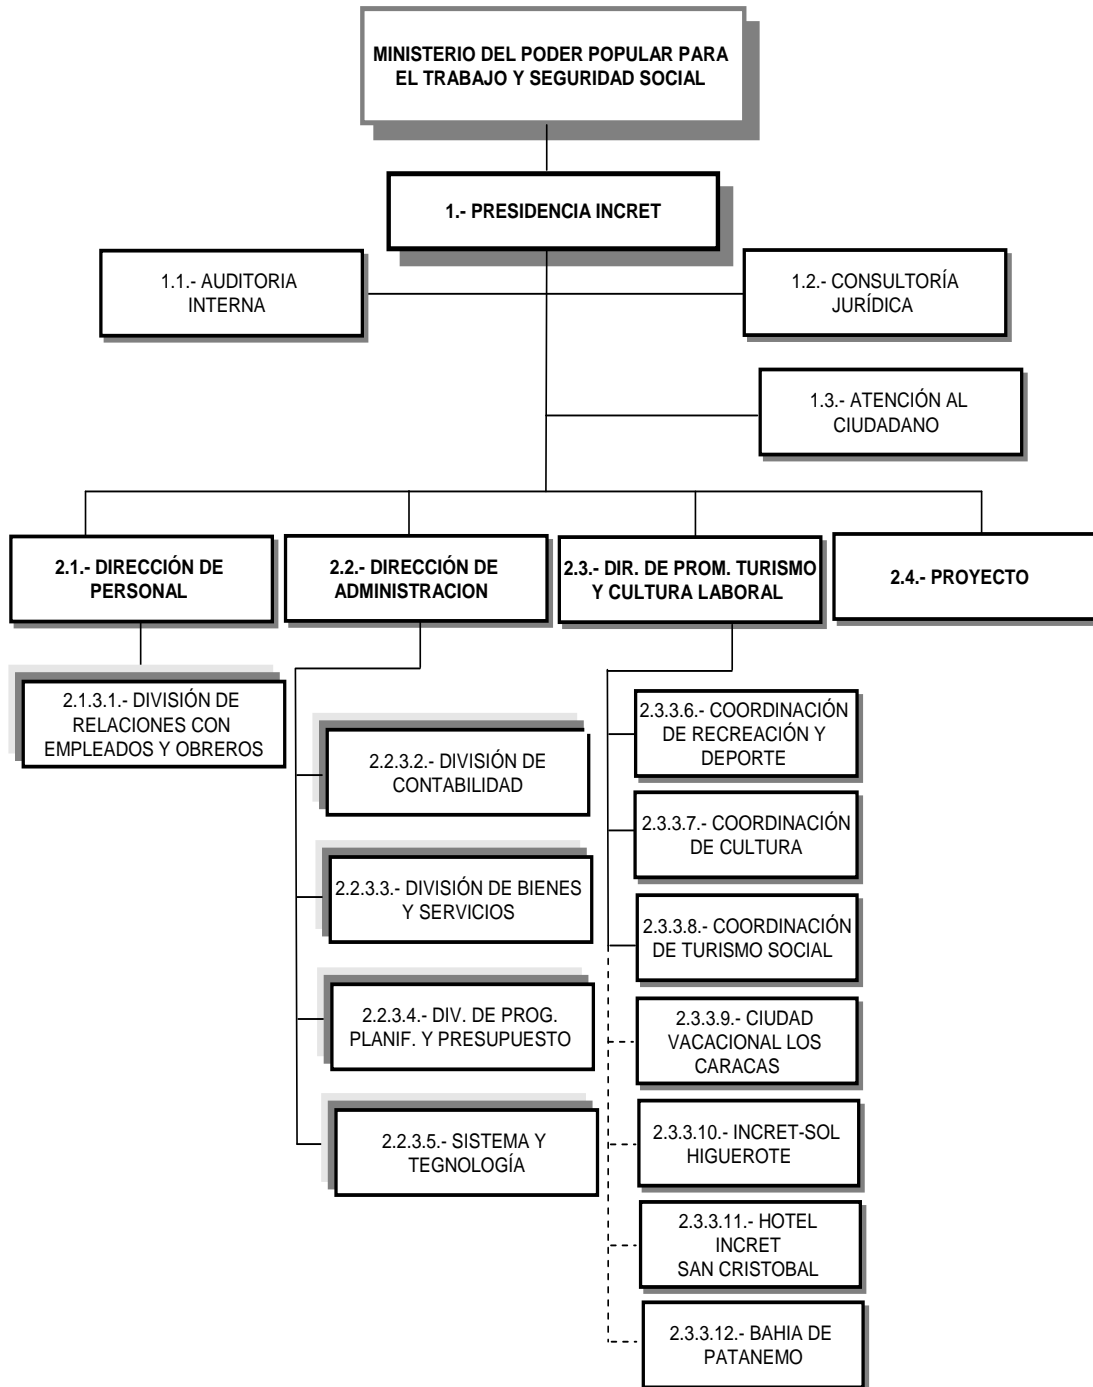 MINISTERIO DEL PODER POPULAR PARA
EL TRABAJO Y SEGURIDAD SOCIAL
1.- PRESIDENCIA INCRET
1.1.- AUDITORIA
INTERNA
1.2.- CONSULTORÍA
JURÍDICA
1.3.- ATENCIÓN AL
CIUDADANO
2.1.- DIRECCIÓN DE
PERSONAL
2.2.- DIRECCIÓN DE
ADMINISTRACION
2.3.- DIR. DE PROM. TURISMO
Y CULTURA LABORAL
2.4.- PROYECTO
2.1.3.1.- DIVISIÓN DE
RELACIONES CON
EMPLEADOS Y OBREROS
2.2.3.2.- DIVISIÓN DE
CONTABILIDAD
2.2.3.3.- DIVISIÓN DE BIENES
Y SERVICIOS
2.2.3.4.- DIV. DE PROG.
PLANIF. Y PRESUPUESTO
2.2.3.5.- SISTEMA Y
TEGNOLOGÍA
2.3.3.6.- COORDINACIÓN
DE RECREACIÓN Y
DEPORTE
2.3.3.7.- COORDINACIÓN
DE CULTURA
2.3.3.8.- COORDINACIÓN
DE TURISMO SOCIAL
2.3.3.9.- CIUDAD
VACACIONAL LOS
CARACAS
2.3.3.10.- INCRET-SOL
HIGUEROTE
2.3.3.11.- HOTEL
INCRET
SAN CRISTOBAL
2.3.3.12.- BAHIA DE
PATANEMO